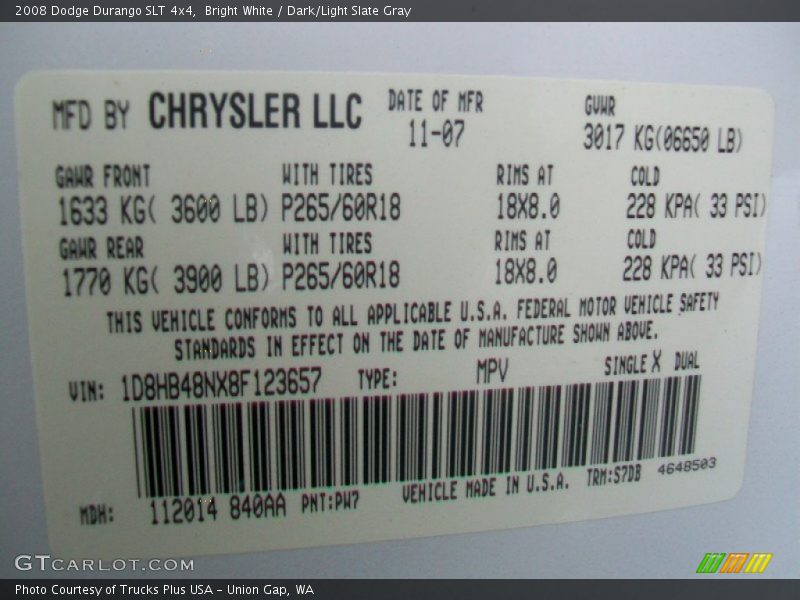 2008 Dodge Durango SLT 4x4, Bright White / Dark/Light Slate Gray
MFD BY CHRYSLER LLC DATE OF MFR GVWR
11-07 3017 KG(06650 LB)
GAWR FRONT WITH TIRES RIMS AT COLD
1633 KG( 3600 LB) P265/60R18 18X8.0 228 KPA( 33 PSI)
GAWR REAR WITH TIRES RIMS AT COLD
1770 KG( 3900 LB) P265/60R18 18X8.0 228 KPA( 33 PSI)
THIS VEHICLE CONFORMS TO ALL APPLICABLE U.S.A. FEDERAL MOTOR VEHICLE SAFETY
STANDARDS IN EFFECT ON THE DATE OF MANUFACTURE SHOWN ABOVE.
VIN: 1D8HB48NX8F123657 TYPE: MPV SINGLE X DUAL
MDH: 112014 840AA PNT:PW7 VEHICLE MADE IN U.S.A. TRM:S7DB 4648503
GTCARLOT.COM
Photo Courtesy of Trucks Plus USA - Union Gap, WA